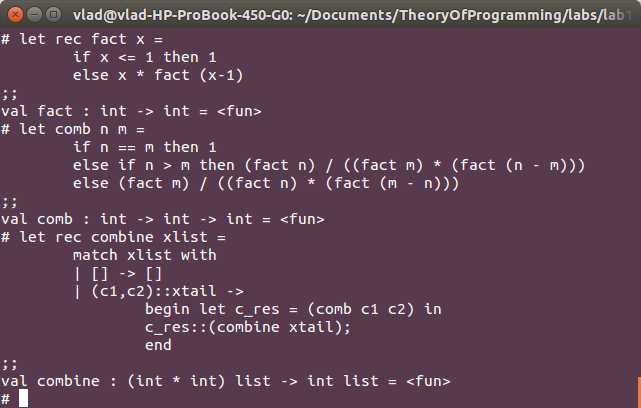 vlad@vlad-HP-ProBook-450-G0: ~/Documents/TheoryOfProgramming/labs/lab1
# let rec fact x =
        if x <= 1 then 1
        else x * fact (x-1)
;;
val fact : int -> int = <fun>
# let comb n m =
        if n == m then 1
        else if n > m then (fact n) / ((fact m) * (fact (n - m)))
        else (fact m) / ((fact n) * (fact (m - n)))
;;
val comb : int -> int -> int = <fun>
# let rec combine xlist =
        match xlist with
        | [] -> []
        | (c1,c2)::xtail ->
                begin let c_res = (comb c1 c2) in
                c_res::(combine xtail);
                end
;;
val combine : (int * int) list -> int list = <fun>
#